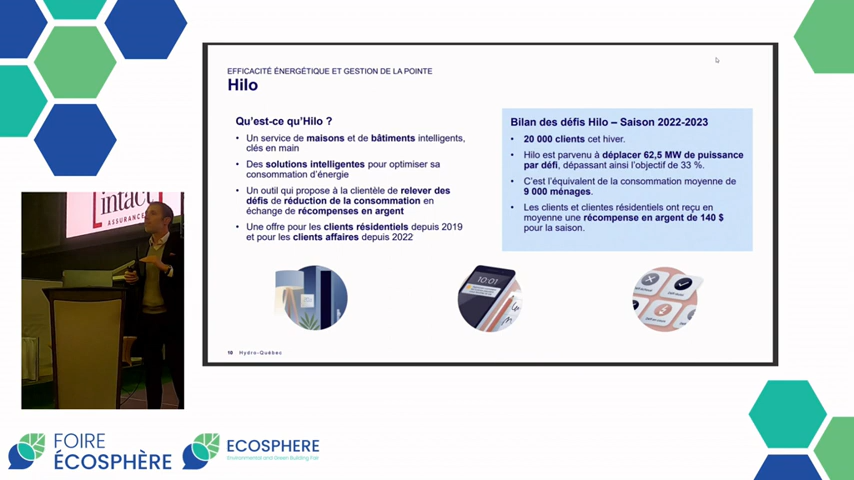 EFFICACITÉ ÉNERGÉTIQUE ET GESTION DE LA POINTE
Hilo
Qu'est-ce qu'Hilo ?
• Un service de maisons et de bâtiments intelligents,
clés en main
• Des solutions intelligentes pour optimiser sa
consommation d'énergie
• Un outil qui propose à la clientèle de relever des
défis de réduction de la consommation en
échange de récompenses en argent
• Une offre pour les clients résidentiels depuis 2019
et pour les clients affaires depuis 2022
Bilan des défis Hilo – Saison 2022-2023
• 20 000 clients cet hiver.
• Hilo est parvenu à déplacer 62,5 MW de puissance
par défi, dépassant ainsi l'objectif de 33 %.
• C'est l'équivalent de la consommation moyenne de
9 000 ménages.
• Les clients et clientes résidentiels ont reçu en
moyenne une récompense en argent de 140 $
pour la saison.
10:01
10 Hydro-Québec
intact
ASSURANCE
FOIRE
ÉCOSPHÈRE
ECOSPHERE
Environmental and Green Building Fair